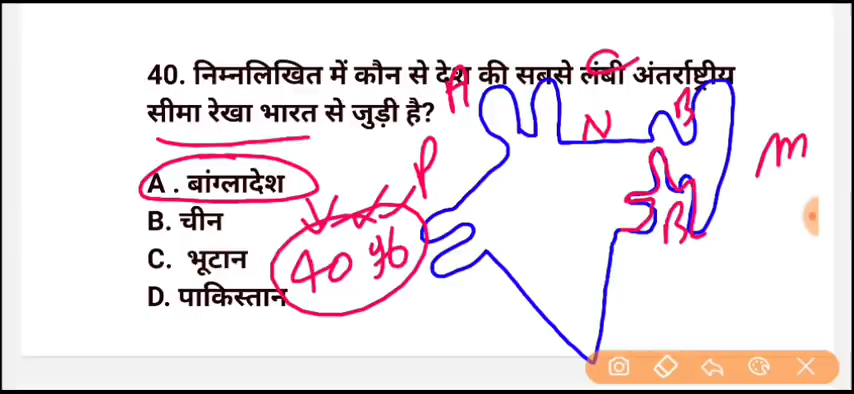 40. निम्नलिखित में कौन से देश की सबसे लंबी अंतर्राष्ट्रीय
सीमा रेखा भारत से जुड़ी है?
A . बांग्लादेश
B. चीन
C. भूटान
D. पाकिस्तान
A
C
N
B
M
P
B
40 %